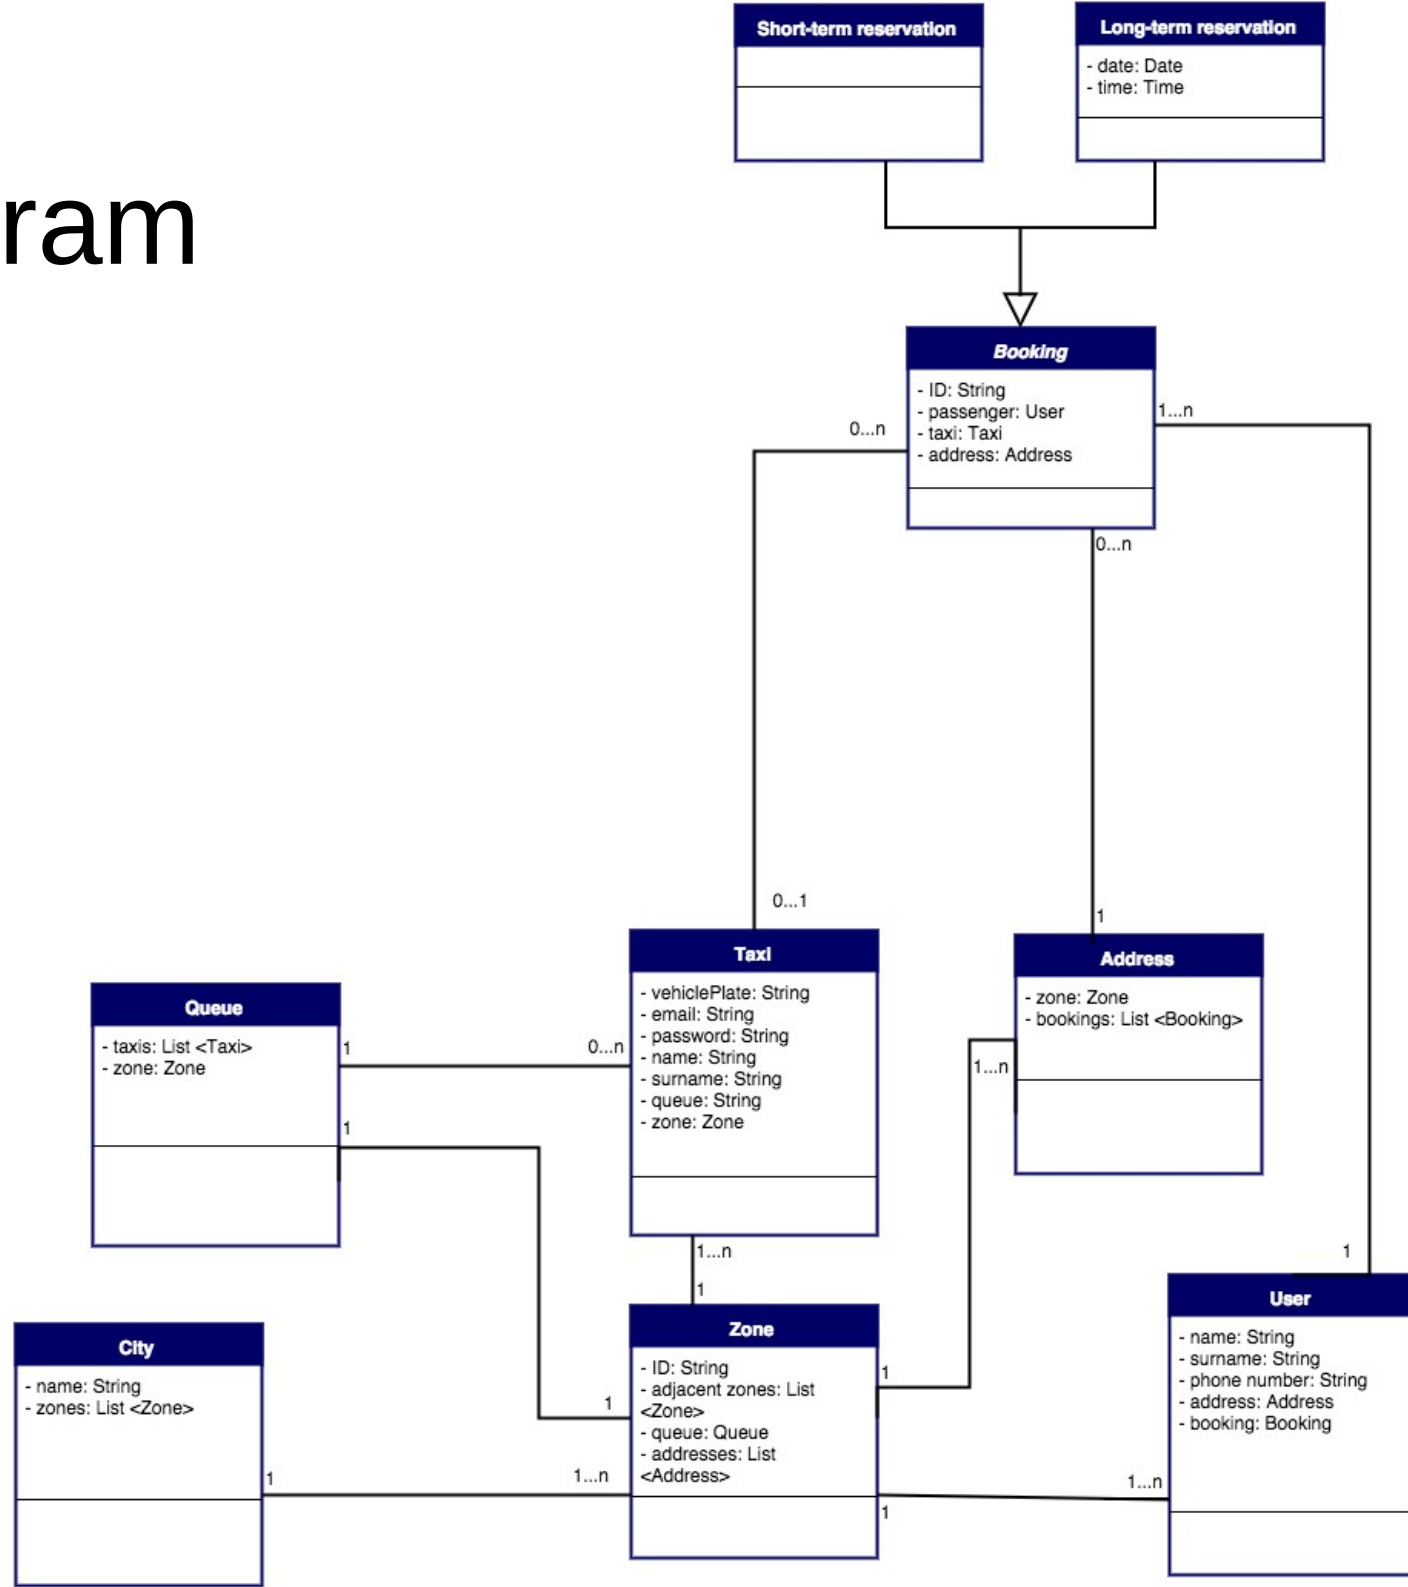 ram
Short-term reservation
Long-term reservation
- date: Date
- time: Time
Booking
- ID: String
- passenger: User
- taxi: Taxi
- address: Address
0...n
1...n
0...n
0...1
1
Taxi
- vehiclePlate: String
- email: String
- password: String
- name: String
- surname: String
- queue: String
- zone: Zone
Address
- zone: Zone
- bookings: List <Booking>
Queue
- taxis: List <Taxi>
- zone: Zone
1
0...n
1
1...n
1...n
1
1
City
- name: String
- zones: List <Zone>
Zone
- ID: String
- adjacent zones: List
<Zone>
- queue: Queue
- addresses: List
<Address>
User
- name: String
- surname: String
- phone number: String
- address: Address
- booking: Booking
1
1
1
1...n
1...n
1